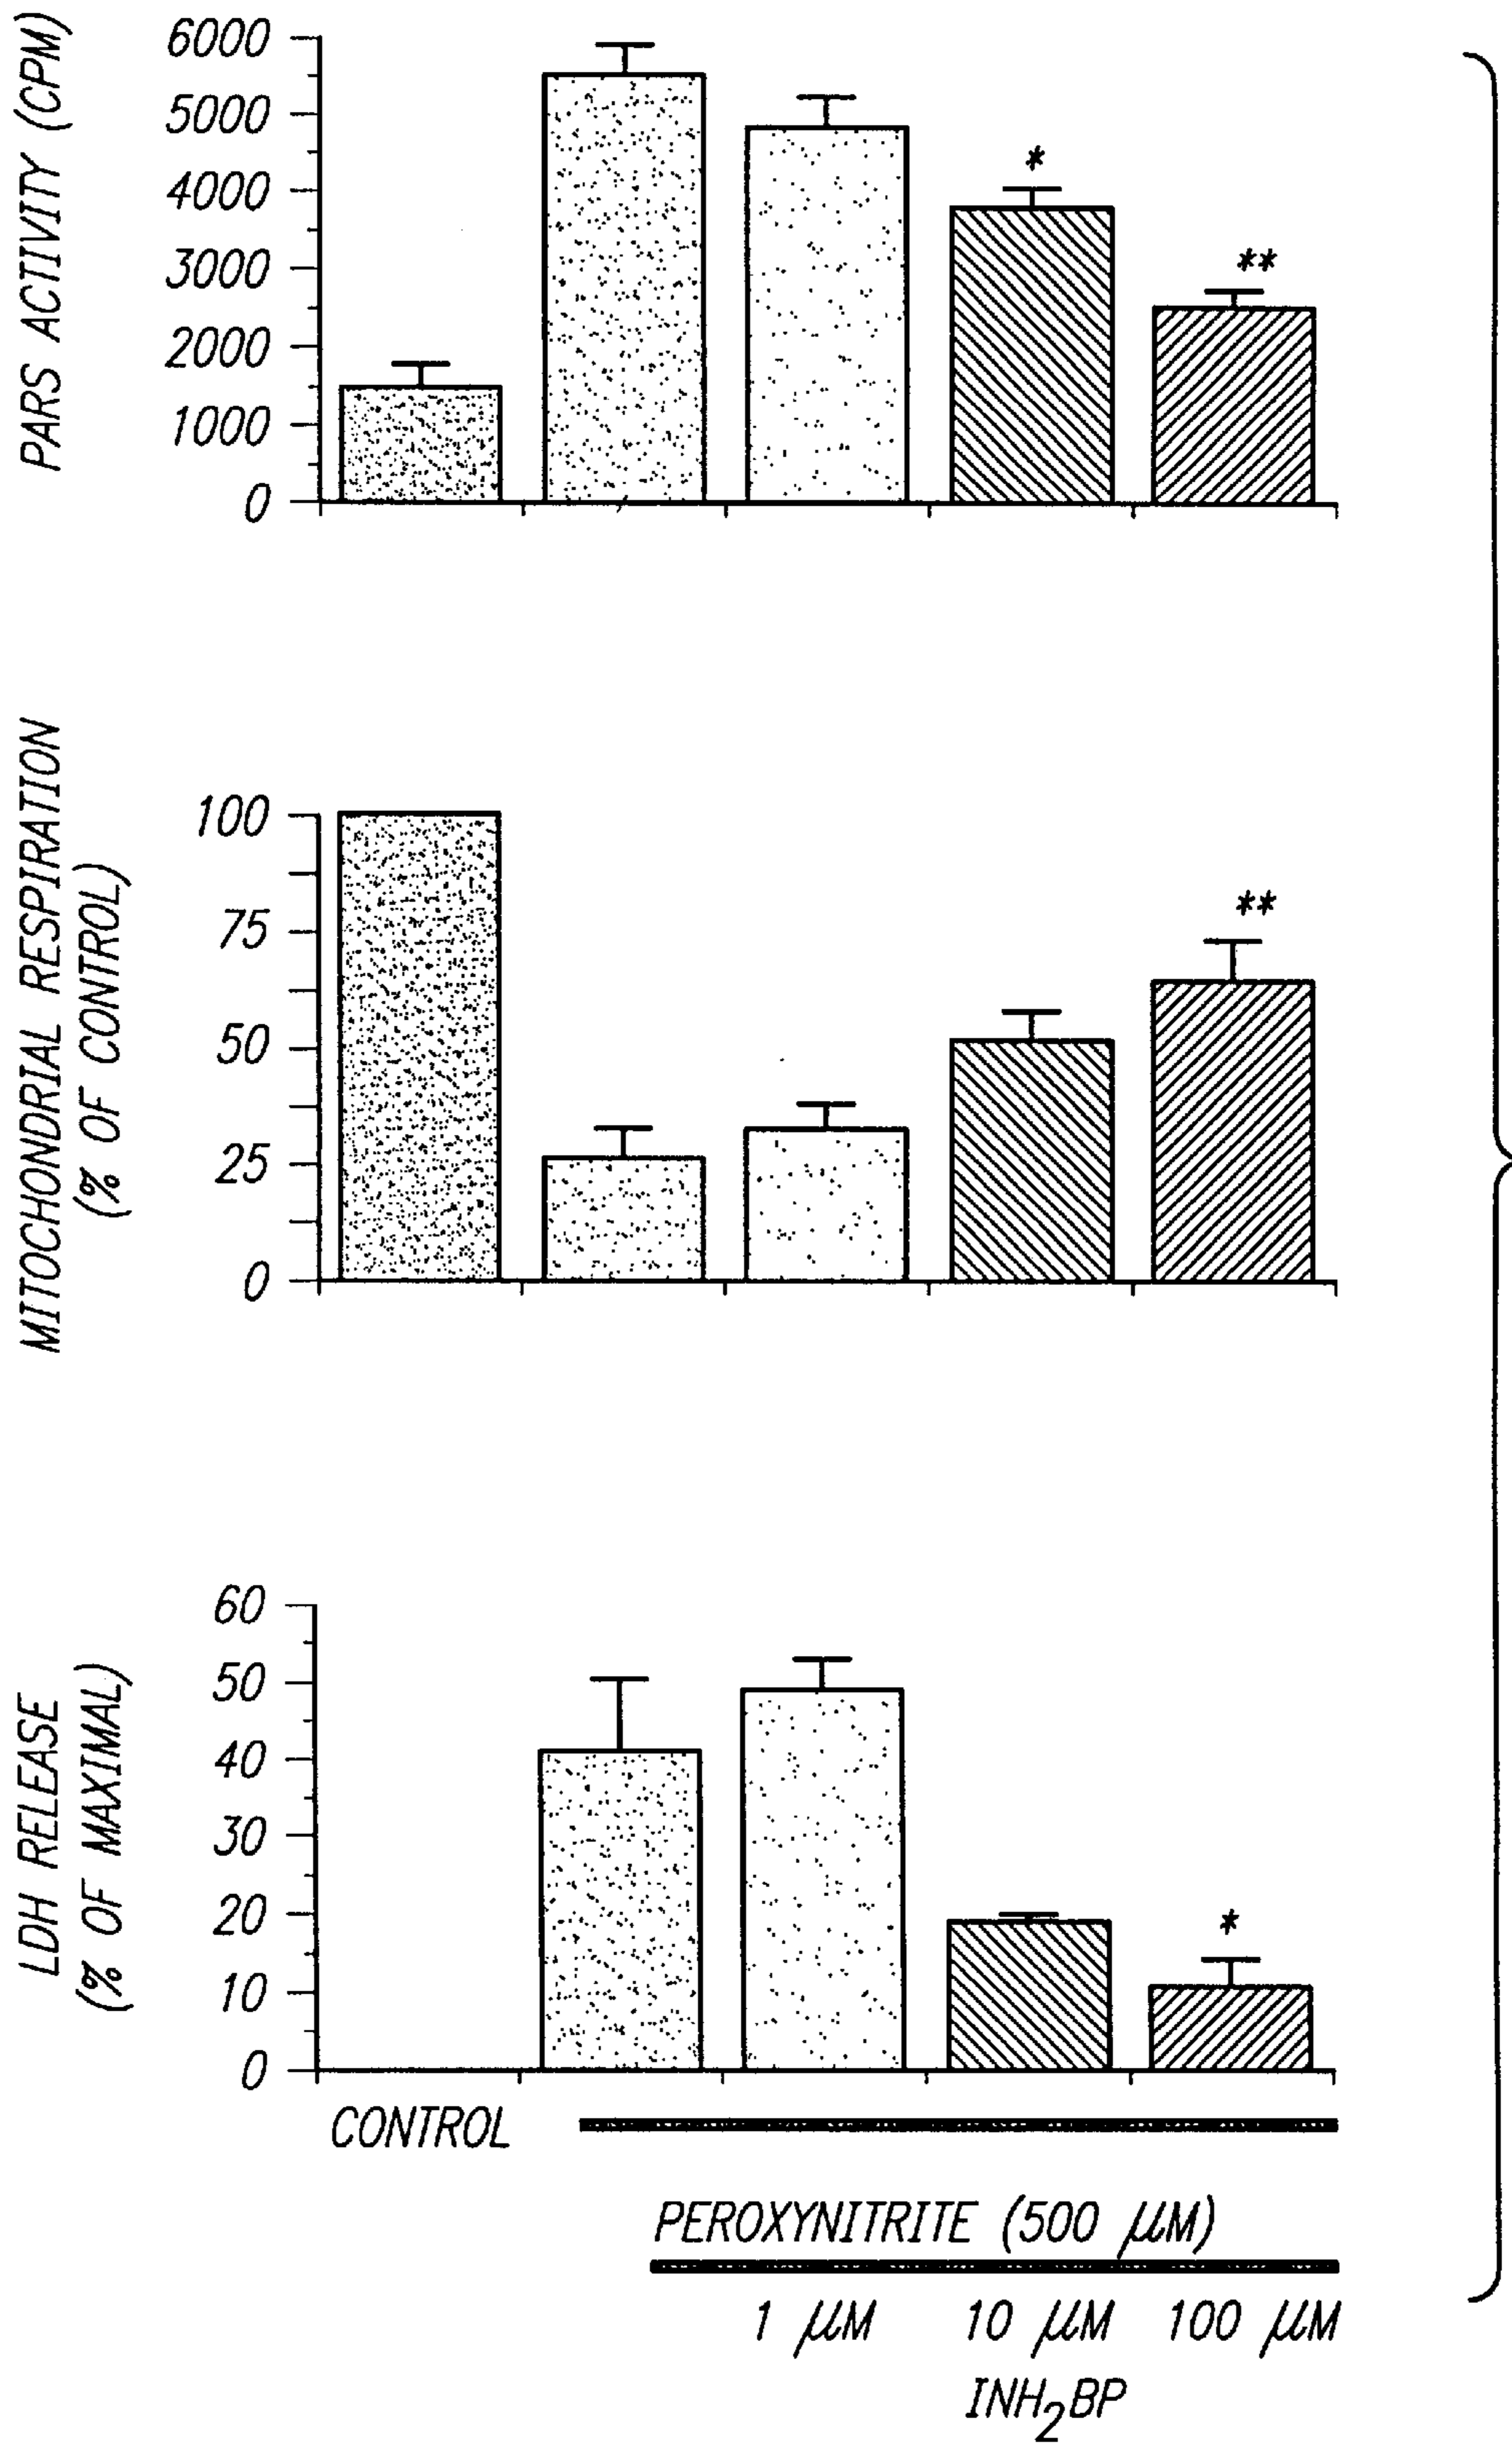 PARS ACTIVITY (CPM)
6000
5000
4000
3000
2000
1000
0
*
**
MITOCHONDRIAL RESPIRATION
(% OF CONTROL)
100
75
50
25
0
**
LDH RELEASE
(% OF MAXIMAL)
60
50
40
30
20
10
0
*
CONTROL
PEROXYNITRITE (500 μM)
1 μM 10 μM 100 μM
INH₂BP